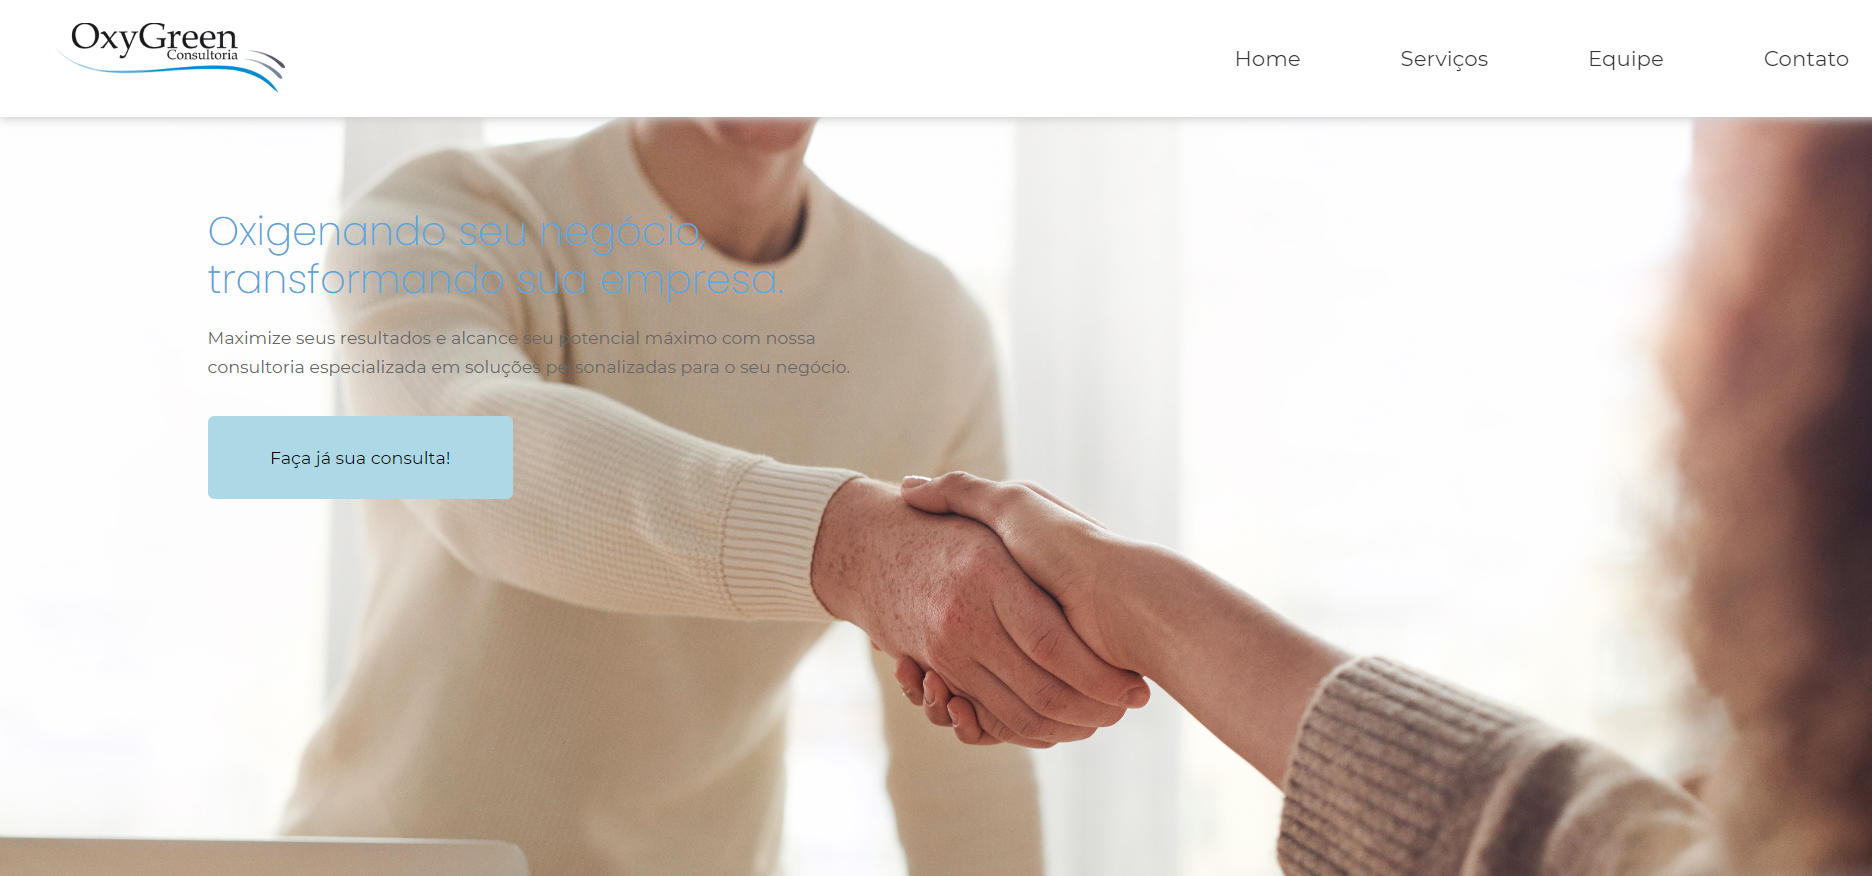 OxyGreen
Consultoria
Home
Serviços
Equipe
Contato
Oxigenando seu negócio,
transformando sua empresa.
Maximize seus resultados e alcance seu potencial máximo com nossa
consultoria especializada em soluções personalizadas para o seu negócio.
Faça já sua consulta!